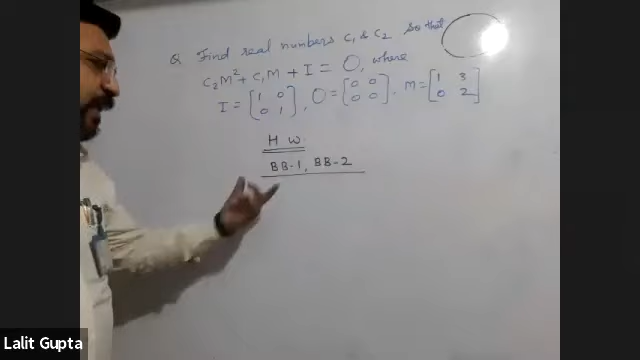 Q Find real numbers C₁ & C₂ so that
C₂M² + C₁M + I = O, where
I = [1 0; 0 1], O = [0 0; 0 0], M = [1 3; 0 2]
H W
BB-1, BB-2
Lalit Gupta